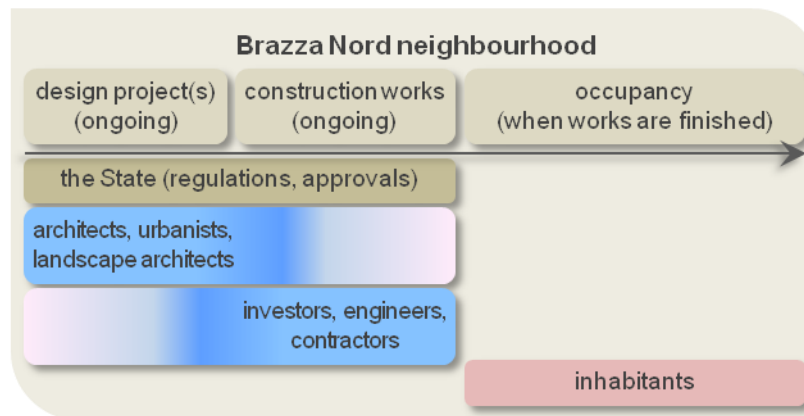 Brazza Nord neighbourhood
design project(s)
(ongoing)
construction works
(ongoing)
occupancy
(when works are finished)
the State (regulations, approvals)
architects, urbanists,
landscape architects
investors, engineers,
contractors
inhabitants